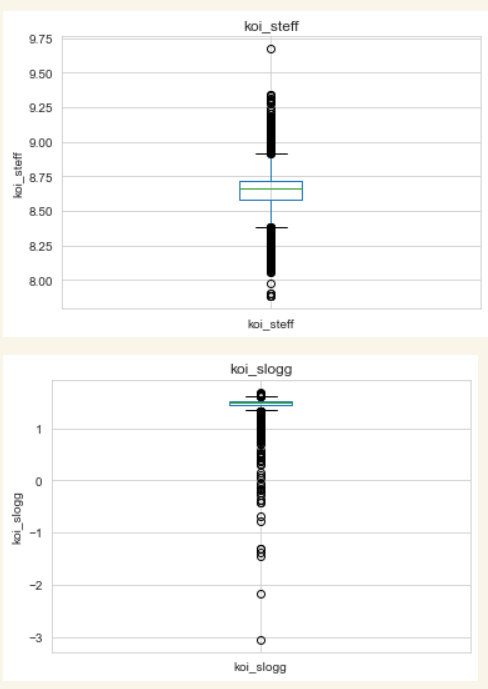 koi_steff
9.75
9.50
9.25
9.00
8.75
8.50
8.25
8.00
koi_steff
koi_steff
koi_slogg
1
0
−1
−2
−3
koi_slogg
koi_slogg